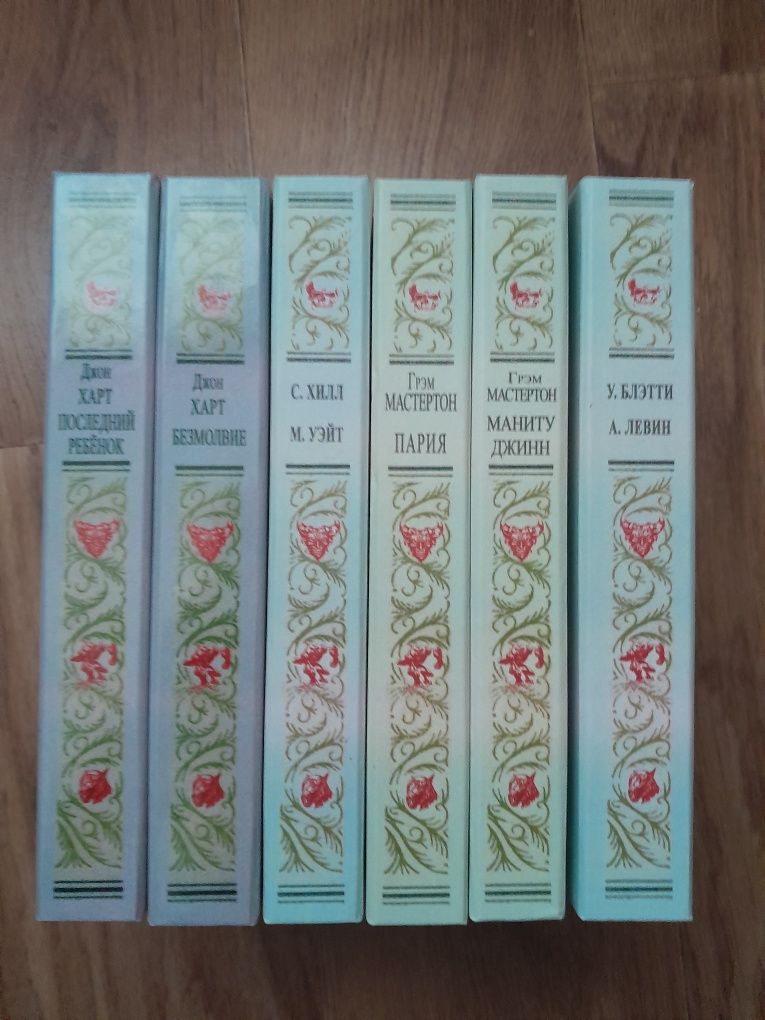 Джон
ХАРТ
ПОСЛЕДНИЙ
РЕБЁНОК
Джон
ХАРТ
БЕЗМОЛВИЕ
С. ХИЛЛ
М. УЭЙТ
Грэм
МАСТЕРТОН
ПАРИЯ
Грэм
МАСТЕРТОН
МАНИТУ
ДЖИНН
У. БЛЭТТИ
А. ЛЕВИН